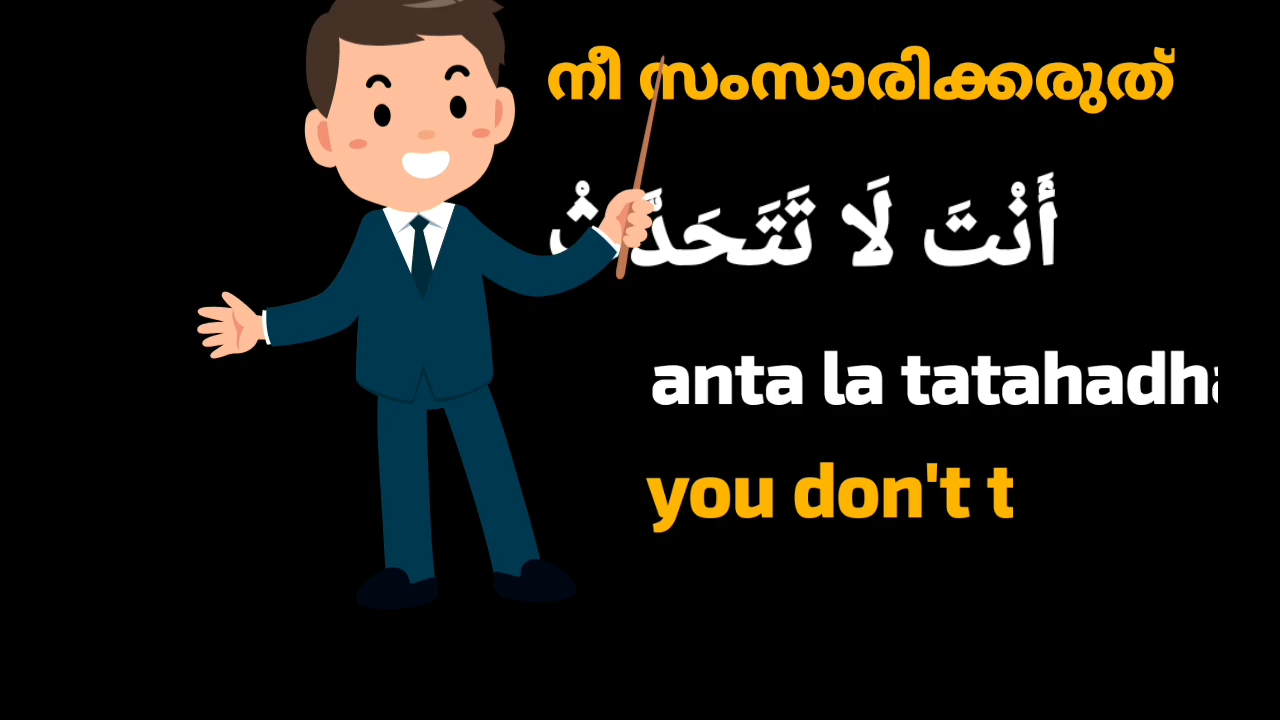 നീ സംസാരിക്കരുത്
أَنْتَ لَا تَتَحَدَّثْ
anta la tatahadha
you don't t